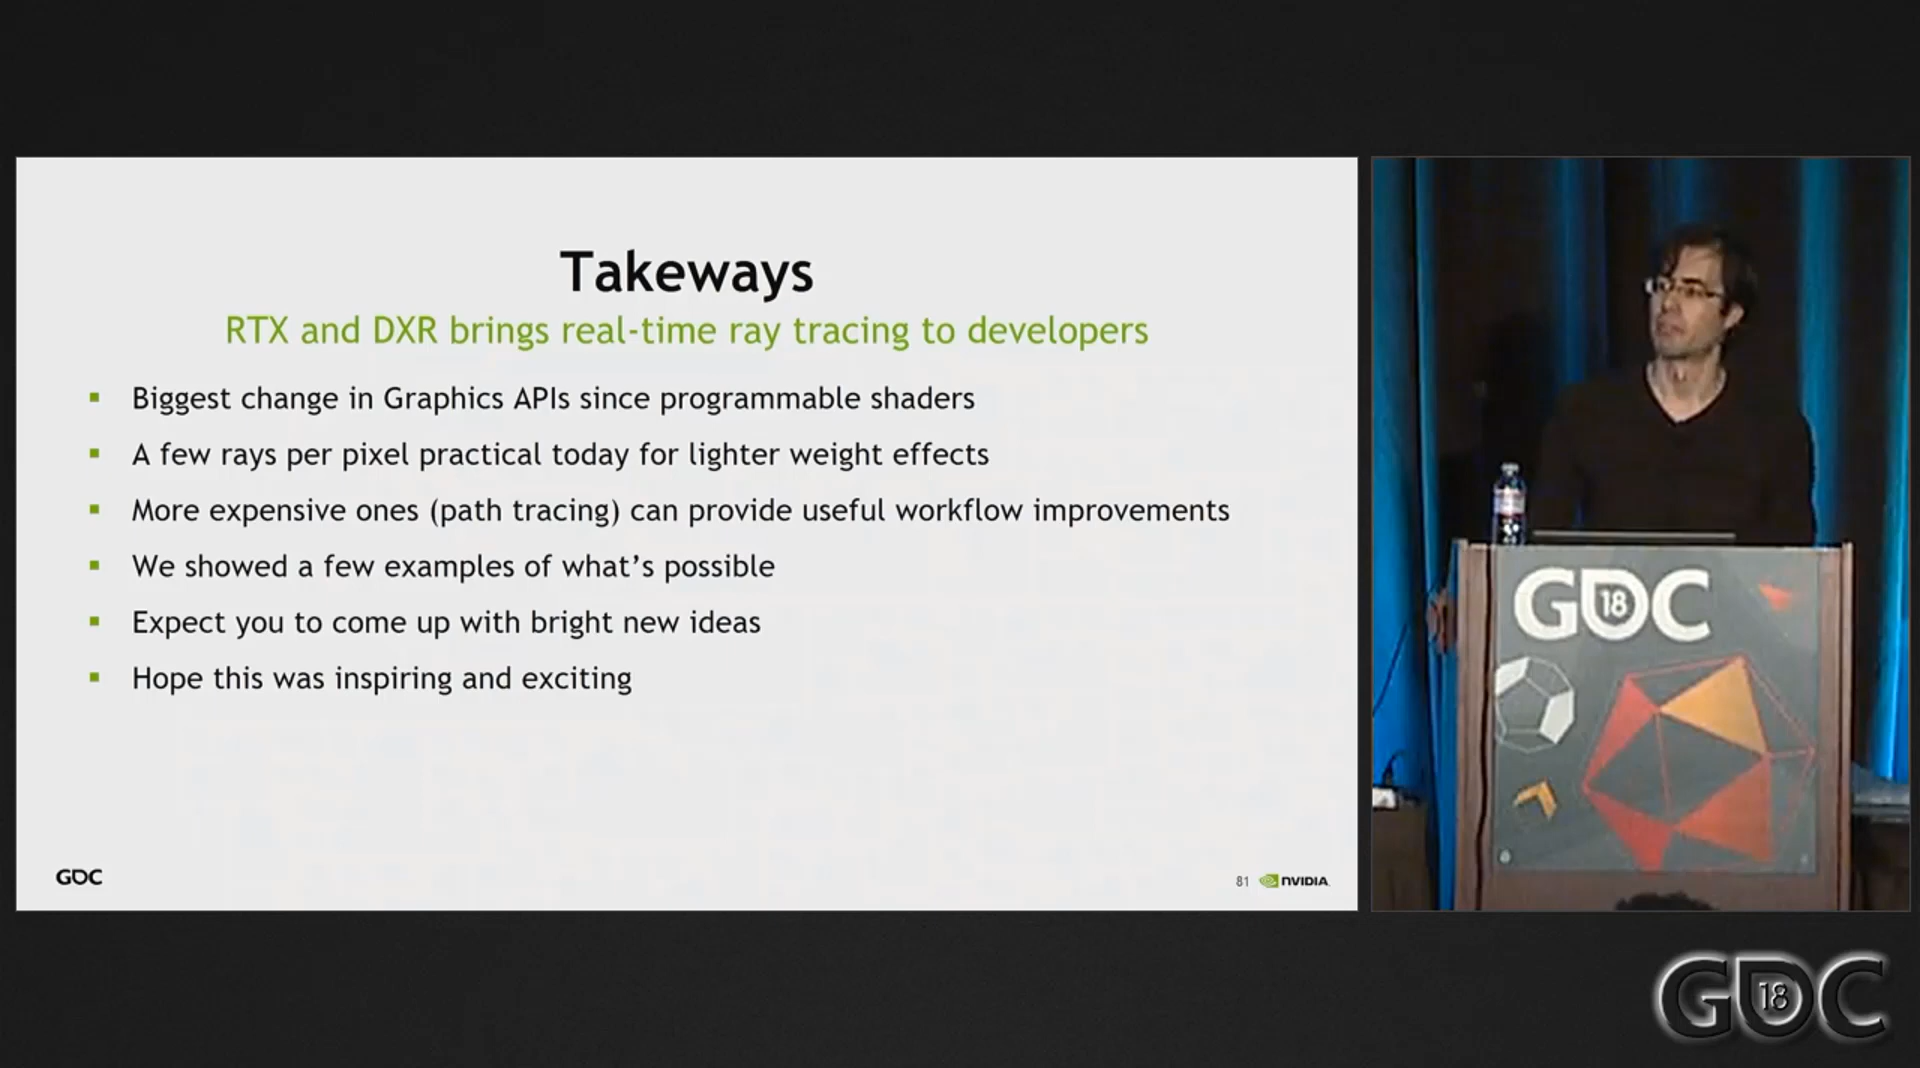 Takeways
RTX and DXR brings real-time ray tracing to developers
▪ Biggest change in Graphics APIs since programmable shaders
▪ A few rays per pixel practical today for lighter weight effects
▪ More expensive ones (path tracing) can provide useful workflow improvements
▪ We showed a few examples of what's possible
▪ Expect you to come up with bright new ideas
▪ Hope this was inspiring and exciting
GDC
81 NVIDIA
GDC 18
GDC 18